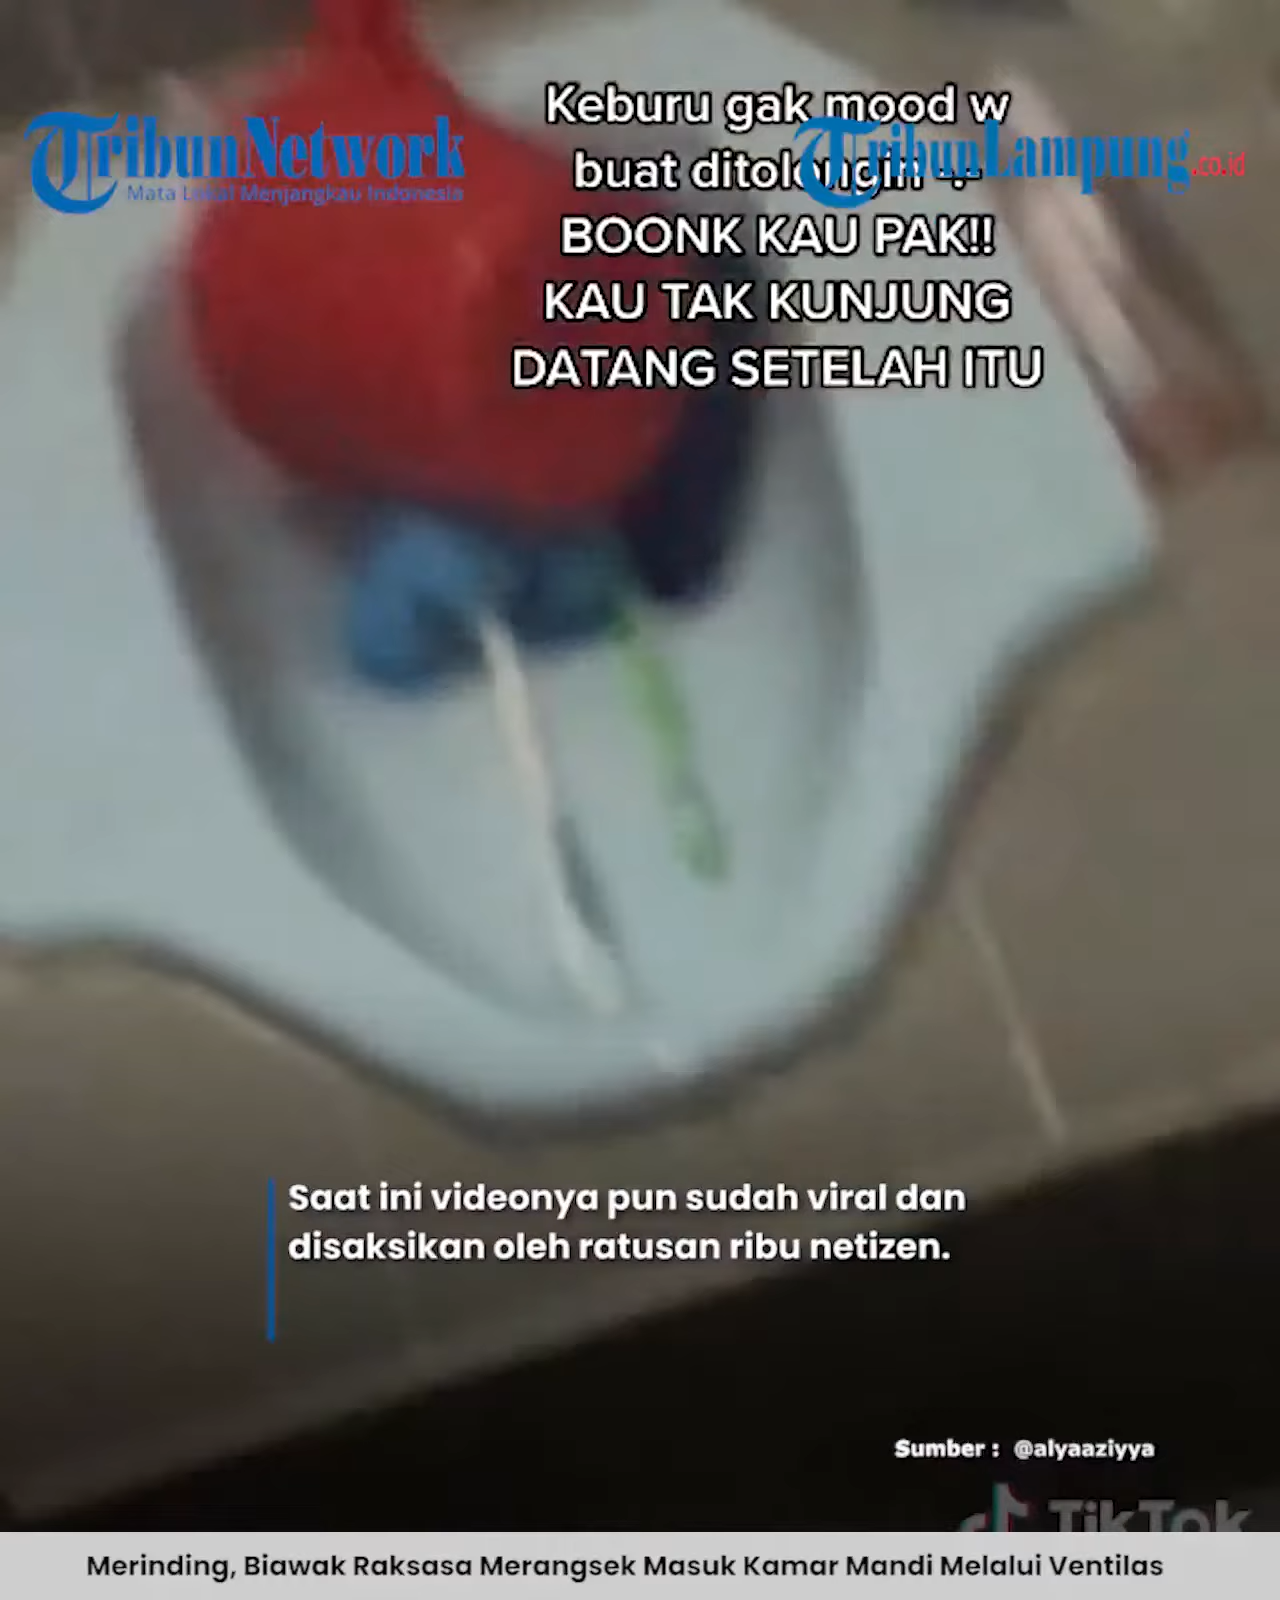 Keburu gak mood w
TribunNetwork
Mata Lokal Menjangkau Indonesia
TribunLampung.co.id
buat ditolongin -.-
BOONK KAU PAK!!
KAU TAK KUNJUNG
DATANG SETELAH ITU
Saat ini videonya pun sudah viral dan
disaksikan oleh ratusan ribu netizen.
Sumber : @alyaaziyya
TikTok
Merinding, Biawak Raksasa Merangsek Masuk Kamar Mandi Melalui Ventilas